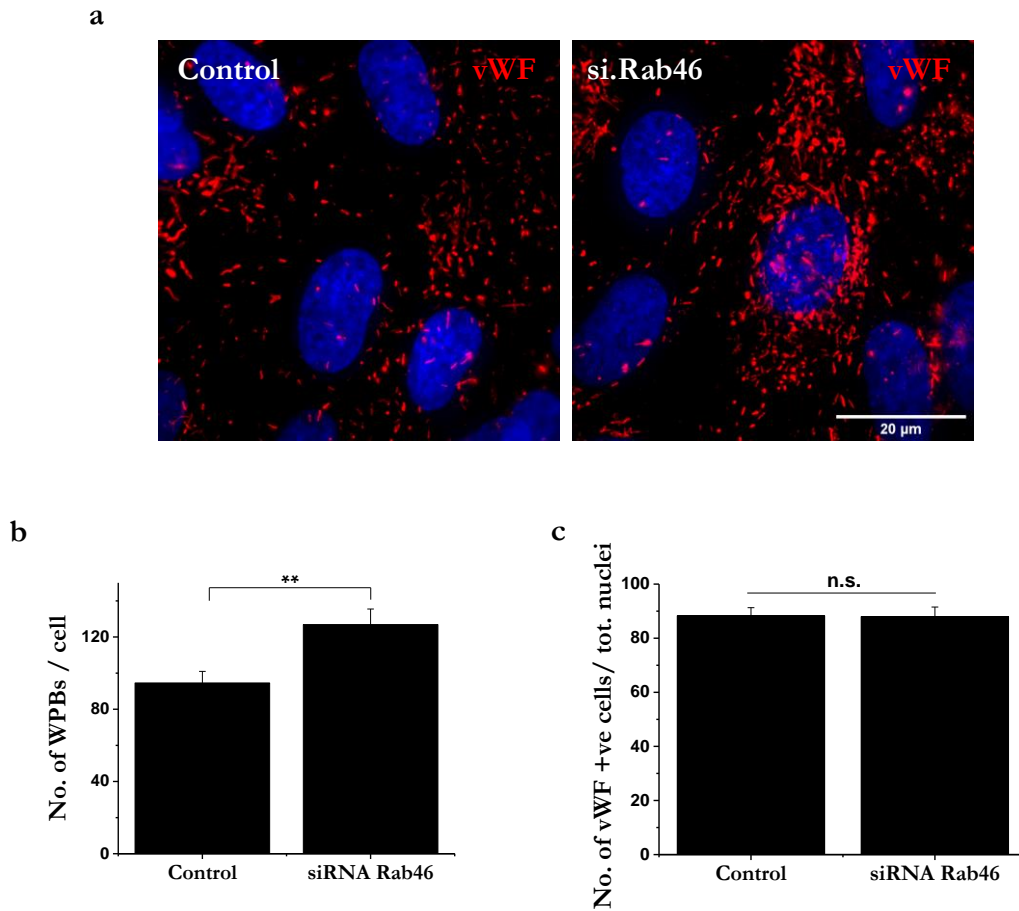 a
Control vWF
si.Rab46 vWF
20 µm
b
No. of WPBs / cell
120
80
40
0
**
Control
siRNA Rab46
c
No. of vWF +ve cells/ tot. nuclei
100
80
60
40
20
0
n.s.
Control
siRNA Rab46